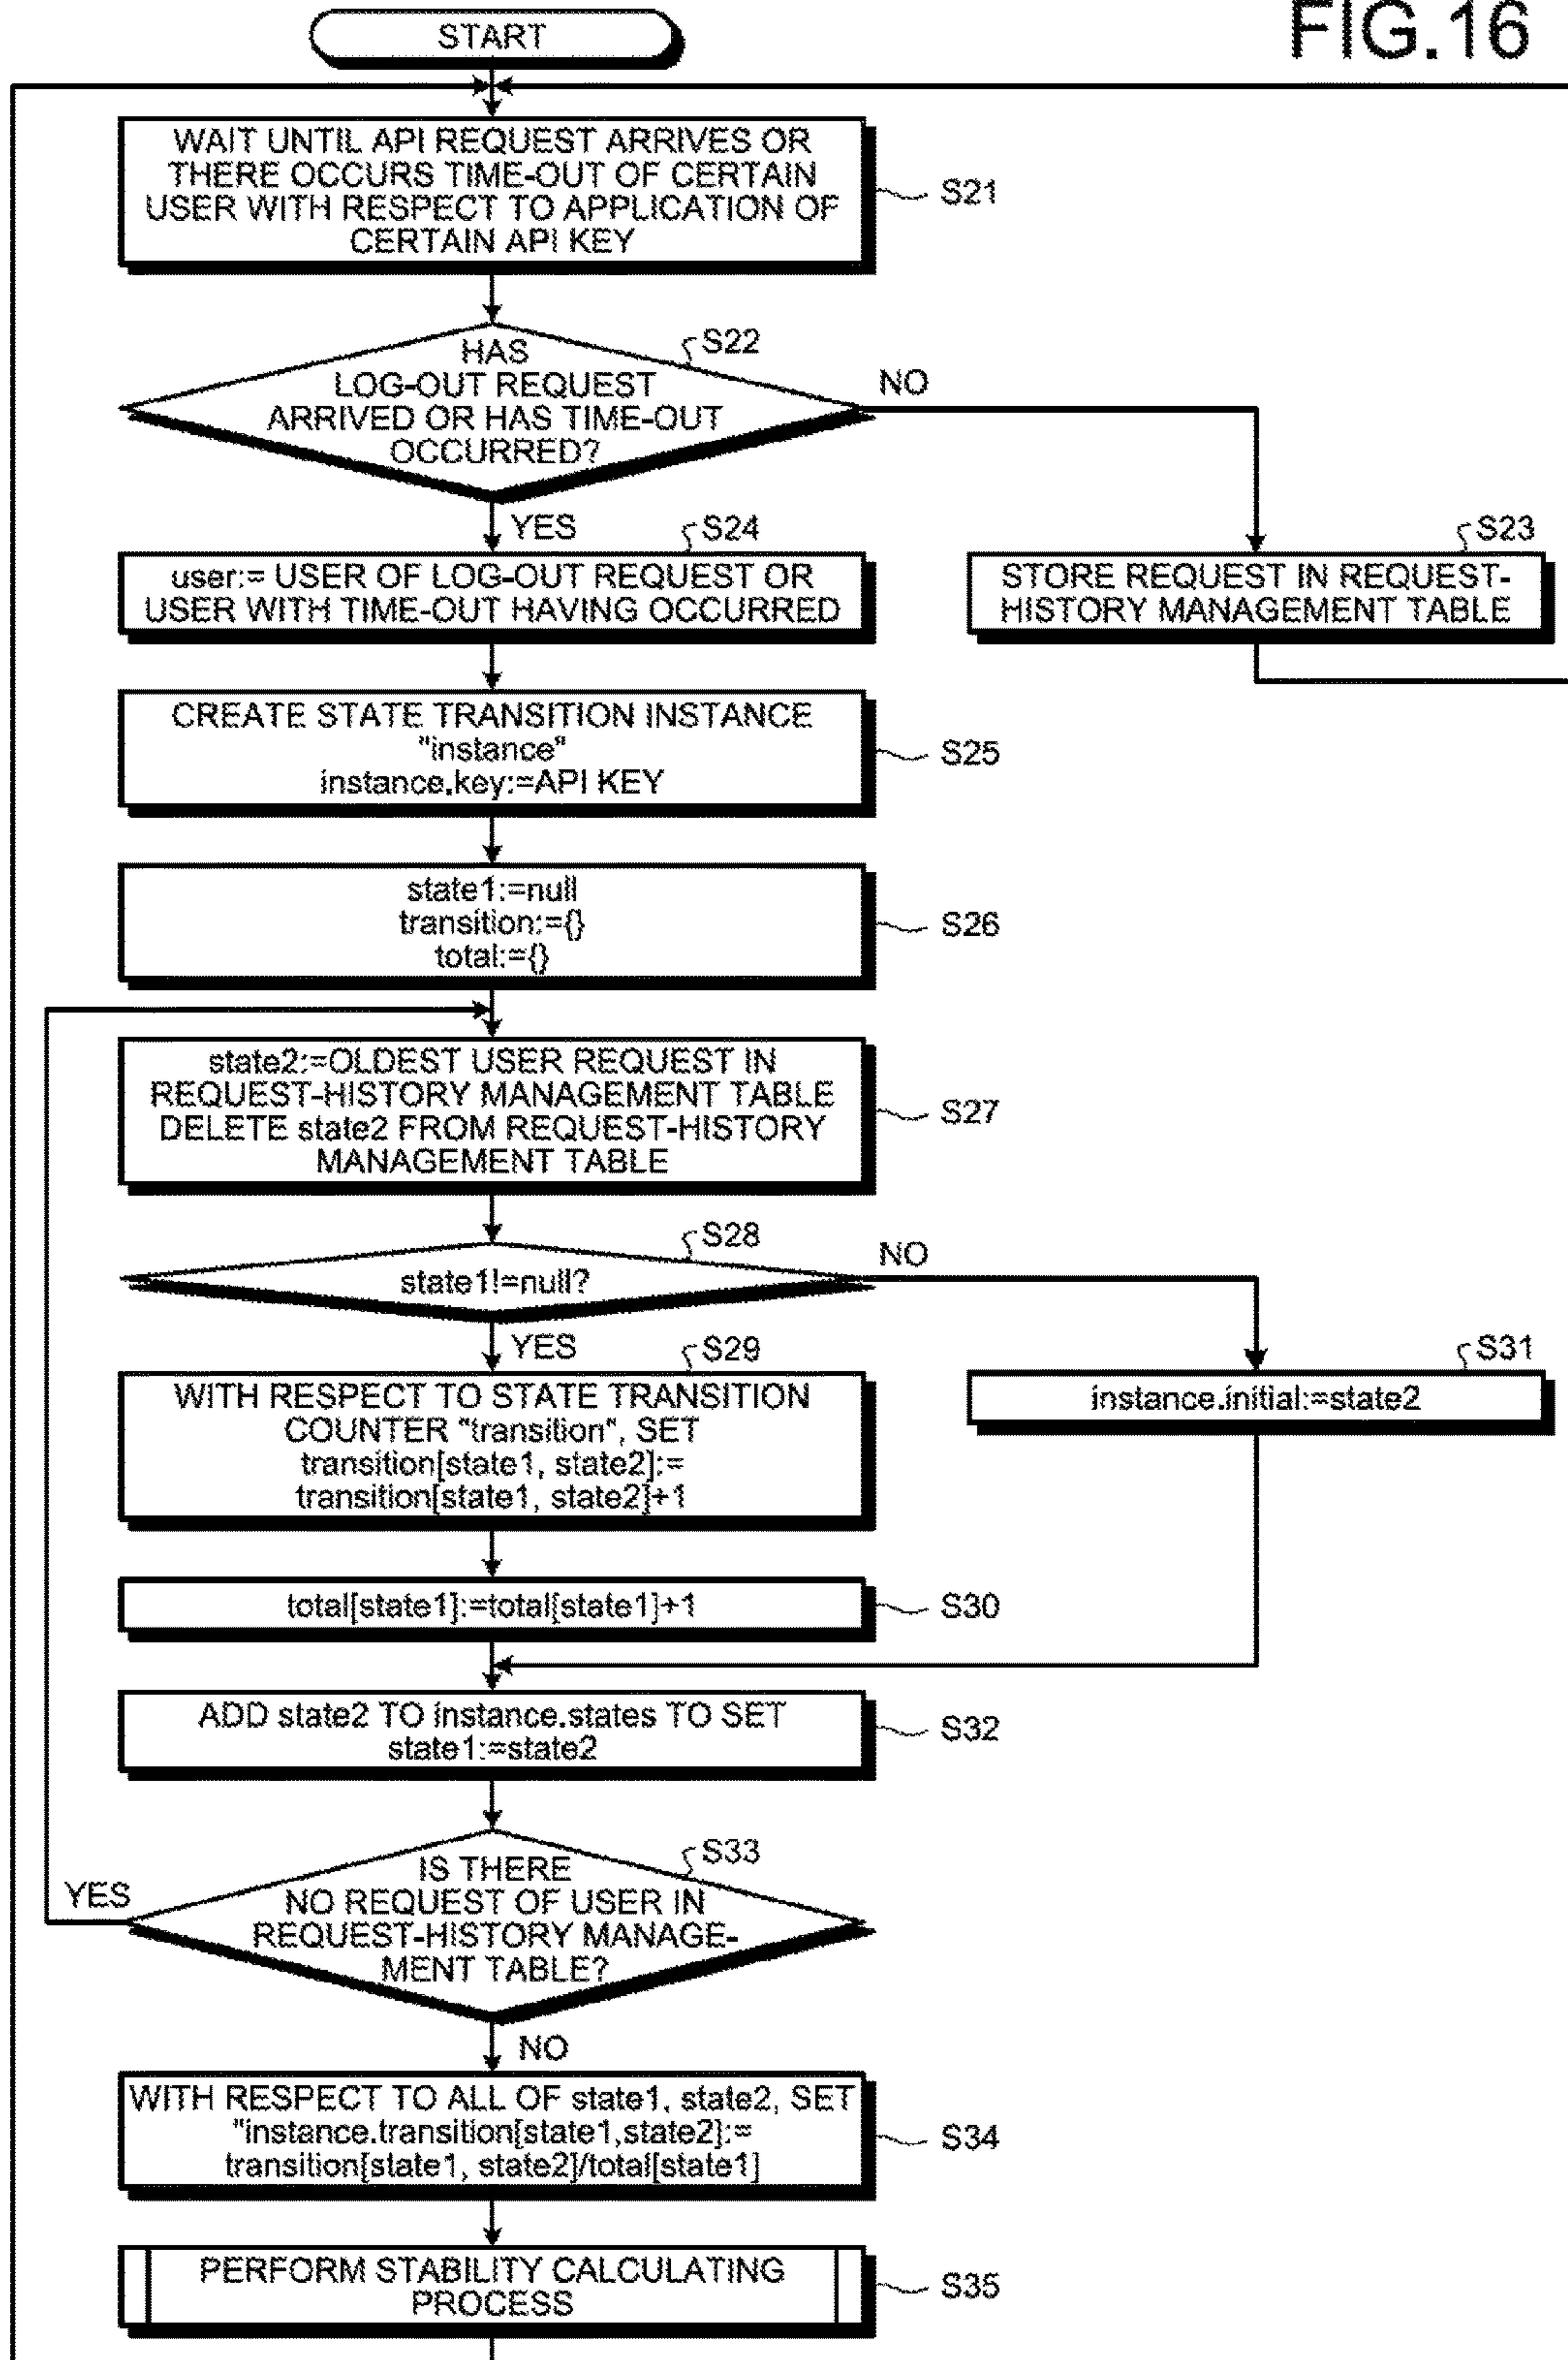 FIG.16
START
WAIT UNTIL API REQUEST ARRIVES OR
THERE OCCURS TIME-OUT OF CERTAIN
USER WITH RESPECT TO APPLICATION OF
CERTAIN API KEY
S21
HAS
LOG-OUT REQUEST
ARRIVED OR HAS TIME-OUT
OCCURRED?
S22
NO
YES
S24
user:= USER OF LOG-OUT REQUEST OR
USER WITH TIME-OUT HAVING OCCURRED
S23
STORE REQUEST IN REQUEST-
HISTORY MANAGEMENT TABLE
CREATE STATE TRANSITION INSTANCE
"instance"
instance.key:=API KEY
S25
state1:=null
transition:={}
total:={}
S26
state2:=OLDEST USER REQUEST IN
REQUEST-HISTORY MANAGEMENT TABLE
DELETE state2 FROM REQUEST-HISTORY
MANAGEMENT TABLE
S27
S28
state1!=null?
NO
YES
S29
WITH RESPECT TO STATE TRANSITION
COUNTER "transition", SET
transition[state1, state2]:=
transition[state1, state2]+1
S31
instance.initial:=state2
total[state1]:=total[state1]+1
S30
ADD state2 TO instance.states TO SET
state1:=state2
S32
IS THERE
NO REQUEST OF USER IN
REQUEST-HISTORY MANAGE-
MENT TABLE?
S33
YES
NO
WITH RESPECT TO ALL OF state1, state2, SET
"instance.transition[state1,state2]:=
transition[state1, state2]/total[state1]
S34
PERFORM STABILITY CALCULATING
PROCESS
S35